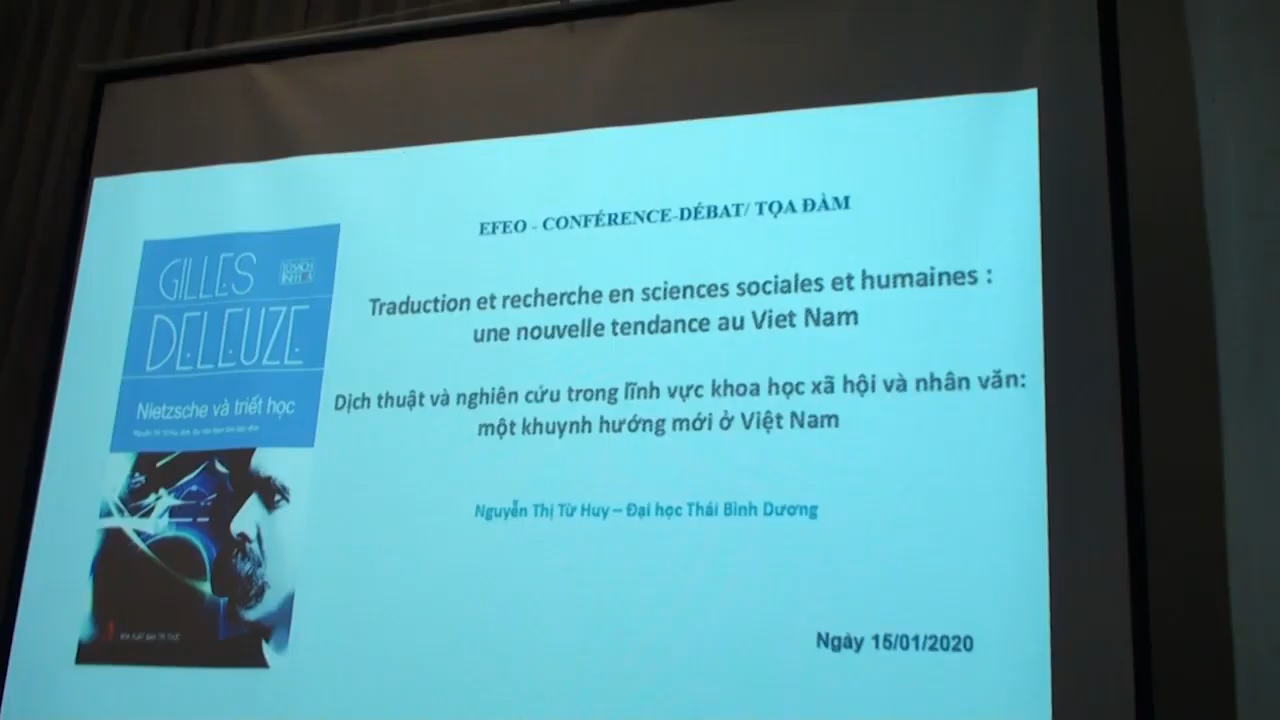 EFEO - CONFÉRENCE-DÉBAT/ TỌA ĐÀM
Traduction et recherche en sciences sociales et humaines :
une nouvelle tendance au Viet Nam
Dịch thuật và nghiên cứu trong lĩnh vực khoa học xã hội và nhân văn:
một khuynh hướng mới ở Việt Nam
Nguyễn Thị Từ Huy – Đại học Thái Bình Dương
Ngày 15/01/2020
GILLES
DELEUZE
Nietzsche và triết học